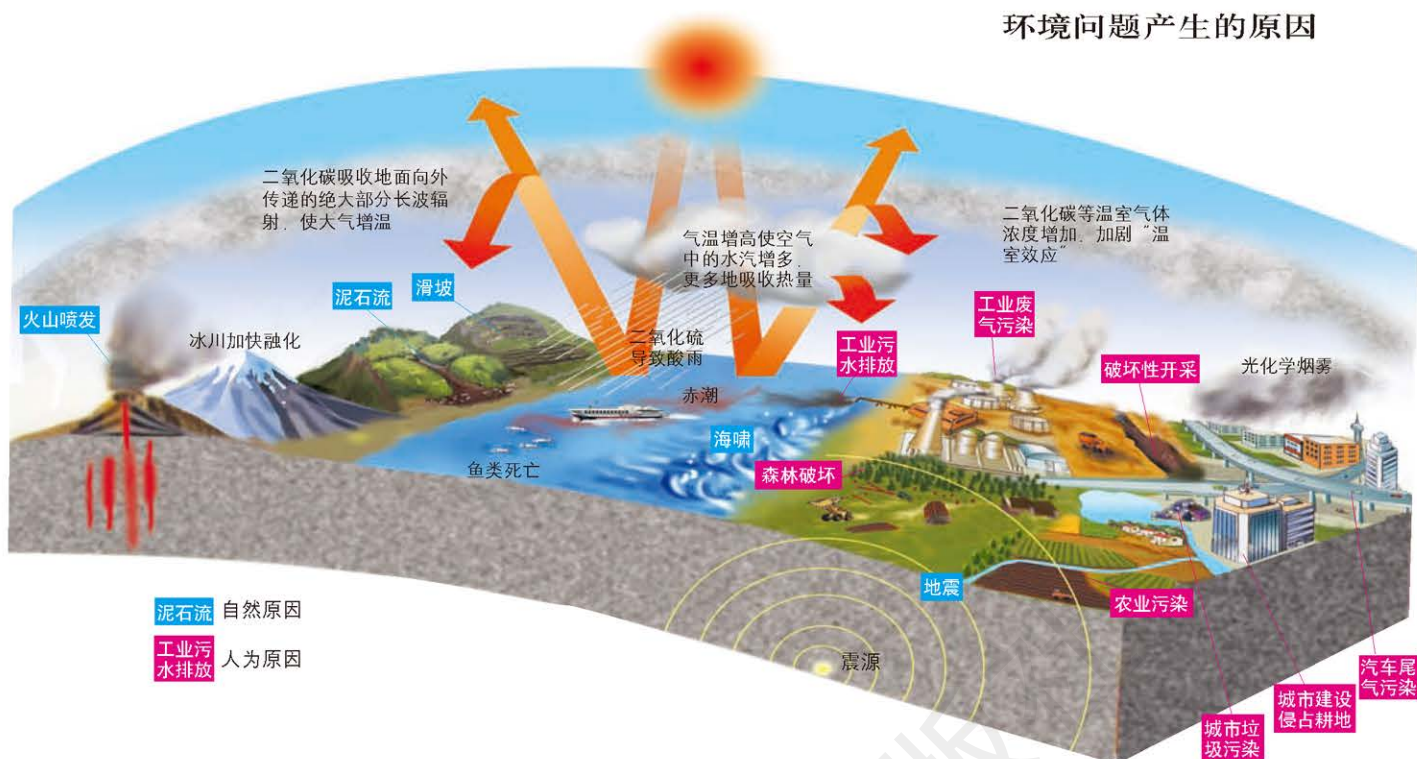 环境问题产生的原因
二氧化碳吸收地面向外
传递的绝大部分长波辐
射，使大气增温
气温增高使空气
中的水汽增多，
更多地吸收热量
二氧化碳等温室气体
浓度增加，加剧“温
室效应”
火山喷发
冰川加快融化
泥石流
滑坡
二氧化硫
导致酸雨
工业污
水排放
工业废
气污染
破坏性开采
光化学烟雾
赤潮
海啸
鱼类死亡
森林破坏
地震
农业污染
震源
泥石流
自然原因
工业污
水排放
人为原因
城市垃
圾污染
城市建设
侵占耕地
汽车尾
气污染